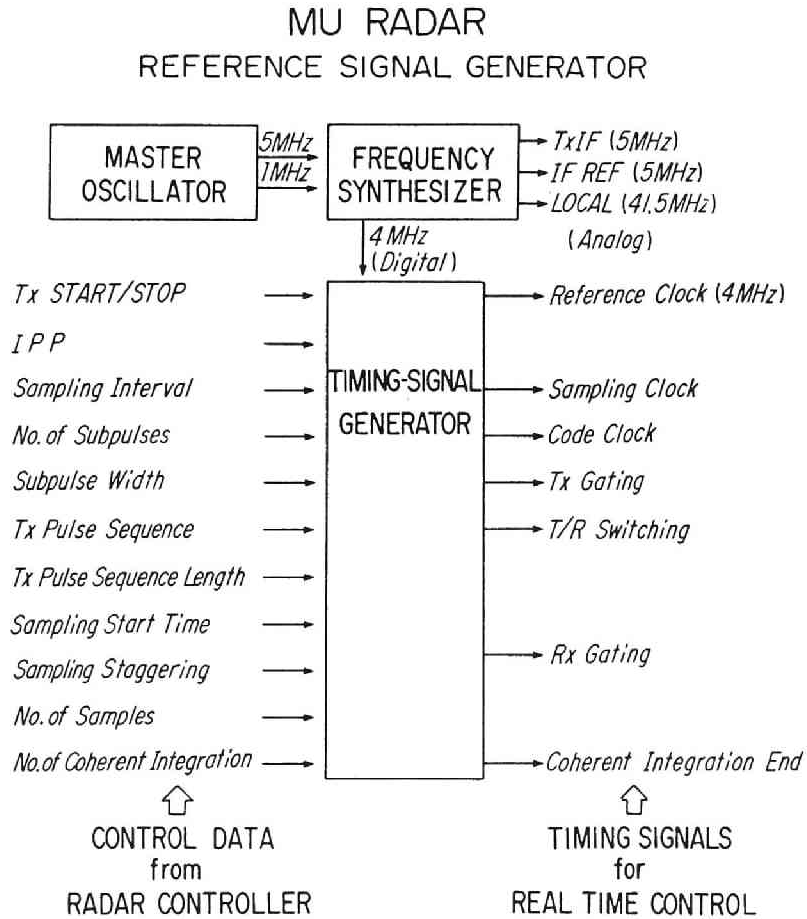 MU RADAR
REFERENCE SIGNAL GENERATOR
MASTER
OSCILLATOR
5MHz
1MHz
FREQUENCY
SYNTHESIZER
TxIF (5MHz)
IF REF (5MHz)
LOCAL (41.5MHz)
(Analog)
4MHz
(Digital)
Tx START/STOP
IPP
Sampling Interval
No. of Subpulses
Subpulse Width
Tx Pulse Sequence
Tx Pulse Sequence Length
Sampling Start Time
Sampling Staggering
No. of Samples
No. of Coherent Integration
TIMING-SIGNAL
GENERATOR
Reference Clock (4MHz)
Sampling Clock
Code Clock
Tx Gating
T/R Switching
Rx Gating
Coherent Integration End
CONTROL DATA
from
RADAR CONTROLLER
TIMING SIGNALS
for
REAL TIME CONTROL